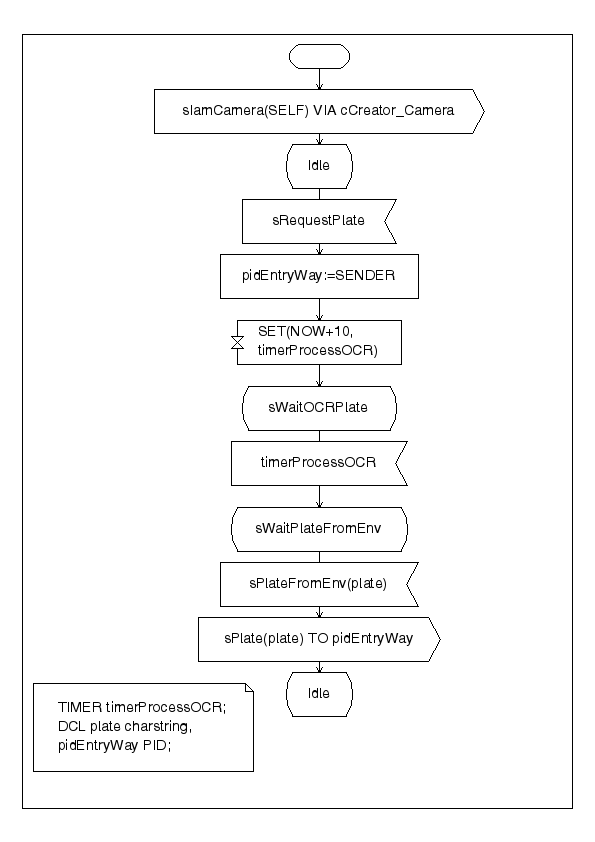 sIamCamera(SELF) VIA cCreator_Camera
Idle
sRequestPlate
pidEntryWay:=SENDER
SET(NOW+10,
timerProcessOCR)
sWaitOCRPlate
timerProcessOCR
sWaitPlateFromEnv
sPlateFromEnv(plate)
sPlate(plate) TO pidEntryWay
Idle
TIMER timerProcessOCR;
DCL plate charstring,
pidEntryWay PID;